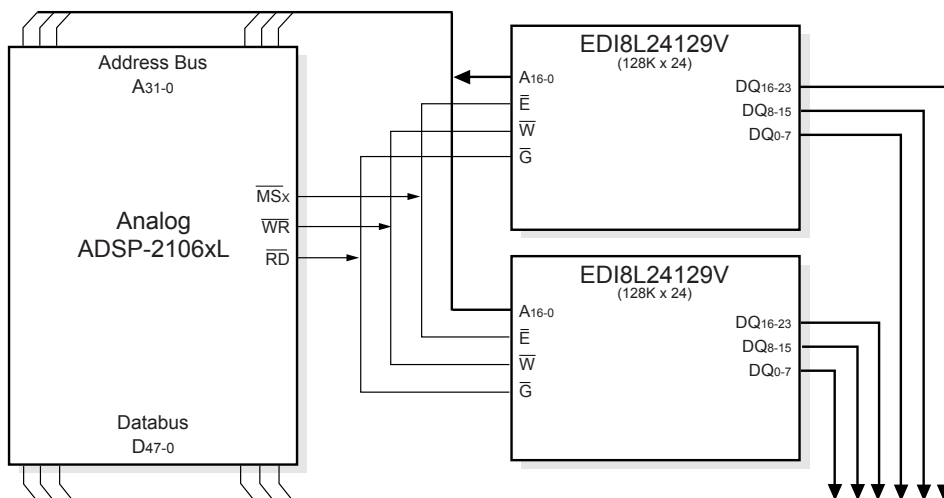 Address Bus
A31-0
MSx
WR
RD
Analog
ADSP-2106xL
Databus
D47-0
EDI8L24129V
(128K x 24)
A16-0
E
W
G
DQ16-23
DQ8-15
DQ0-7
EDI8L24129V
(128K x 24)
A16-0
E
W
G
DQ16-23
DQ8-15
DQ0-7